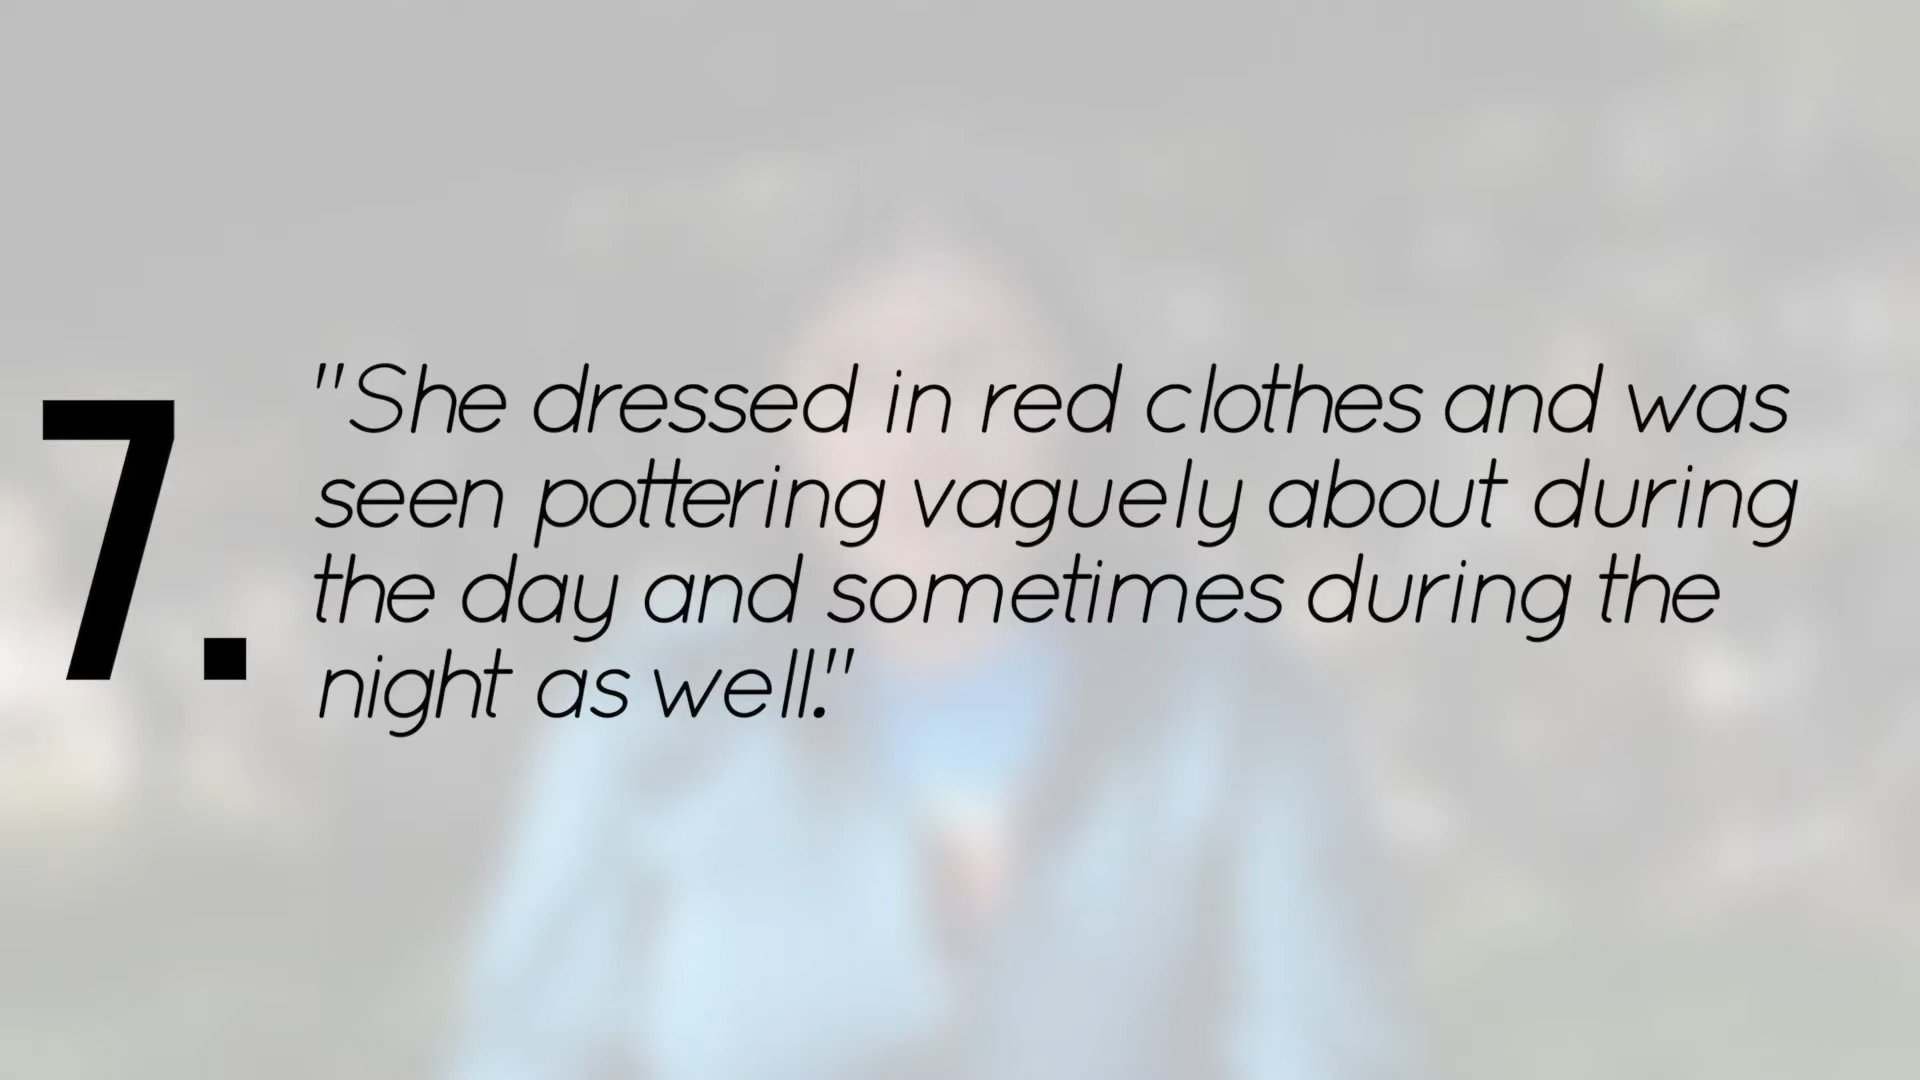 7.
"She dressed in red clothes and was
seen pottering vaguely about during
the day and sometimes during the
night as well."